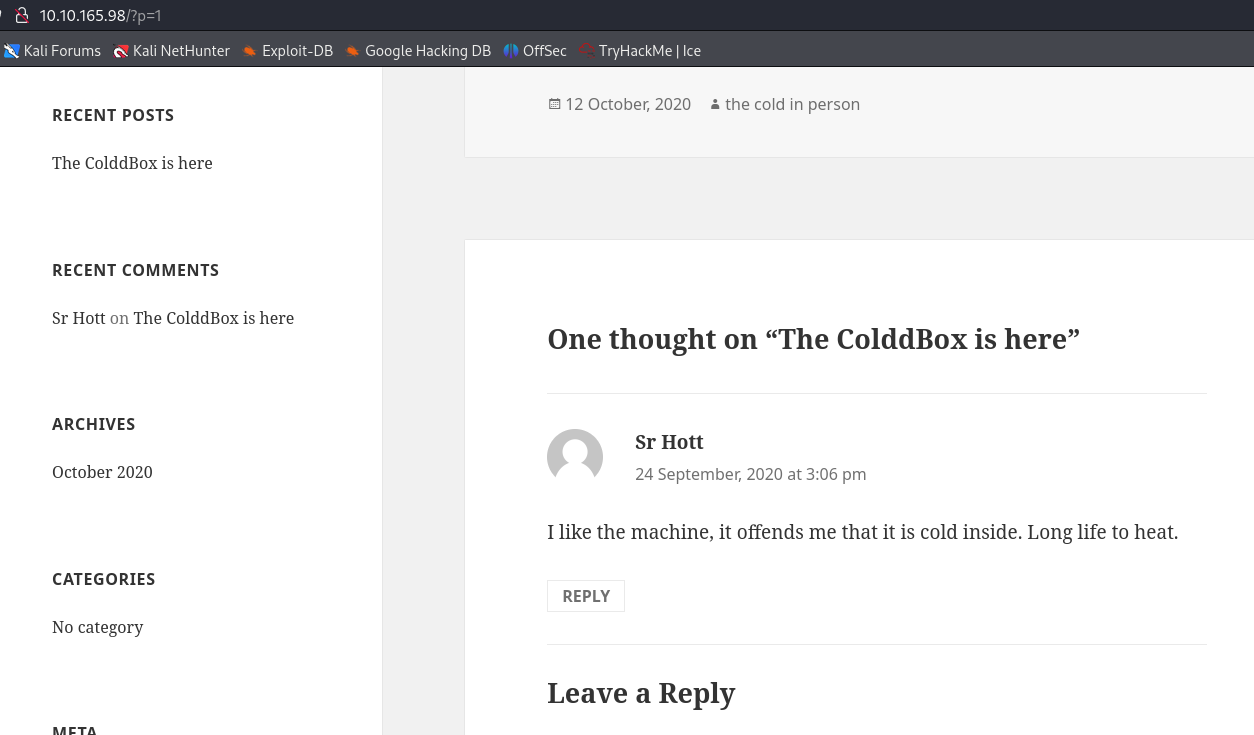 10.10.165.98/?p=1
Kali Forums Kali NetHunter Exploit-DB Google Hacking DB OffSec TryHackMe | Ice
RECENT POSTS
The ColddBox is here
RECENT COMMENTS
Sr Hott on The ColddBox is here
ARCHIVES
October 2020
CATEGORIES
No category
META
12 October, 2020 the cold in person
One thought on “The ColddBox is here”
Sr Hott
24 September, 2020 at 3:06 pm
I like the machine, it offends me that it is cold inside. Long life to heat.
REPLY
Leave a Reply